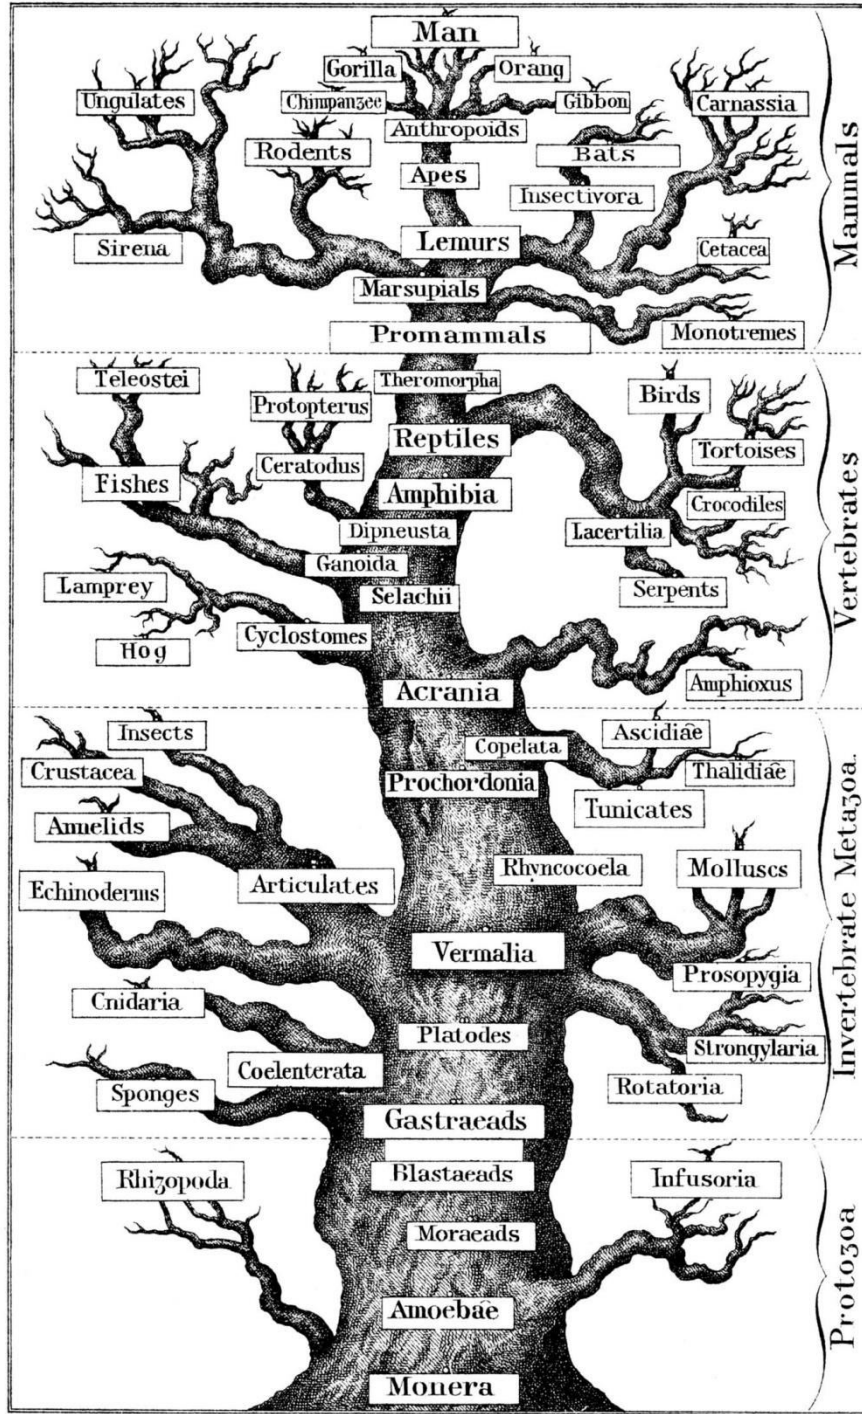 Man
Gorilla
Orang
Chimpanzee
Gibbon
Ungulates
Carnassia
Anthropoids
Rodents
Bats
Apes
Insectivora
Sirena
Lemurs
Cetacea
Marsupials
Promammals
Monotremes
Mammals
Teleostei
Theromorpha
Protopterus
Birds
Reptiles
Tortoises
Fishes
Ceratodus
Amphibia
Crocodiles
Dipneusta
Lacertilia
Ganoida
Lamprey
Selachii
Serpents
Hog
Cyclostomes
Acrania
Amphioxus
Vertebrates
Insects
Copelata
Ascidiae
Crustacea
Prochordonia
Thalidiae
Tunicates
Annelids
Articulates
Rhyncocoela
Molluscs
Echinoderms
Vermalia
Prosopygia
Cnidaria
Platodes
Strongylaria
Coelenterata
Rotatoria
Sponges
Gastraeads
Invertebrate Metazoa.
Blastaeads
Rhizopoda
Infusoria
Moraeads
Amoebae
Monera
Protozoa